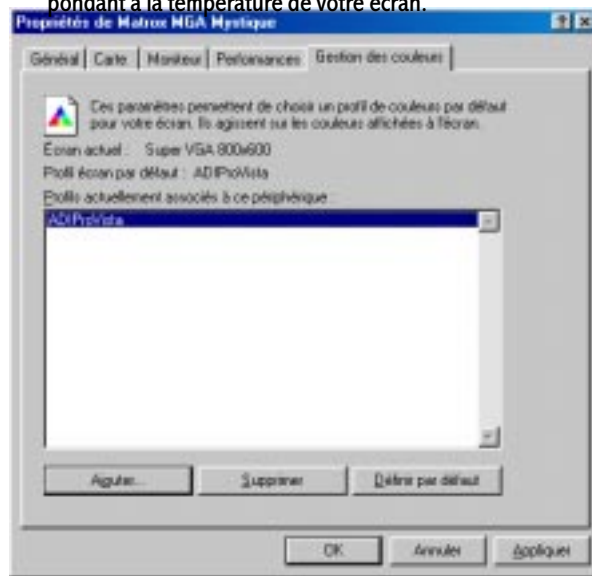 pondant à la température de votre écran.
Propriétés de Matrox MGA Mystique
Général Carte Moniteur Performances Gestion des couleurs
Ces paramètres permettent de choisir un profil de couleurs par défaut
pour votre écran. Ils agissent sur les couleurs affichées à l'écran.
Écran actuel : Super VGA 800x600
Profil écran par défaut : ADIProVista
Profils actuellement associés à ce périphérique :
ADIProVista
Ajouter... Supprimer Définir par défaut
OK Annuler Appliquer